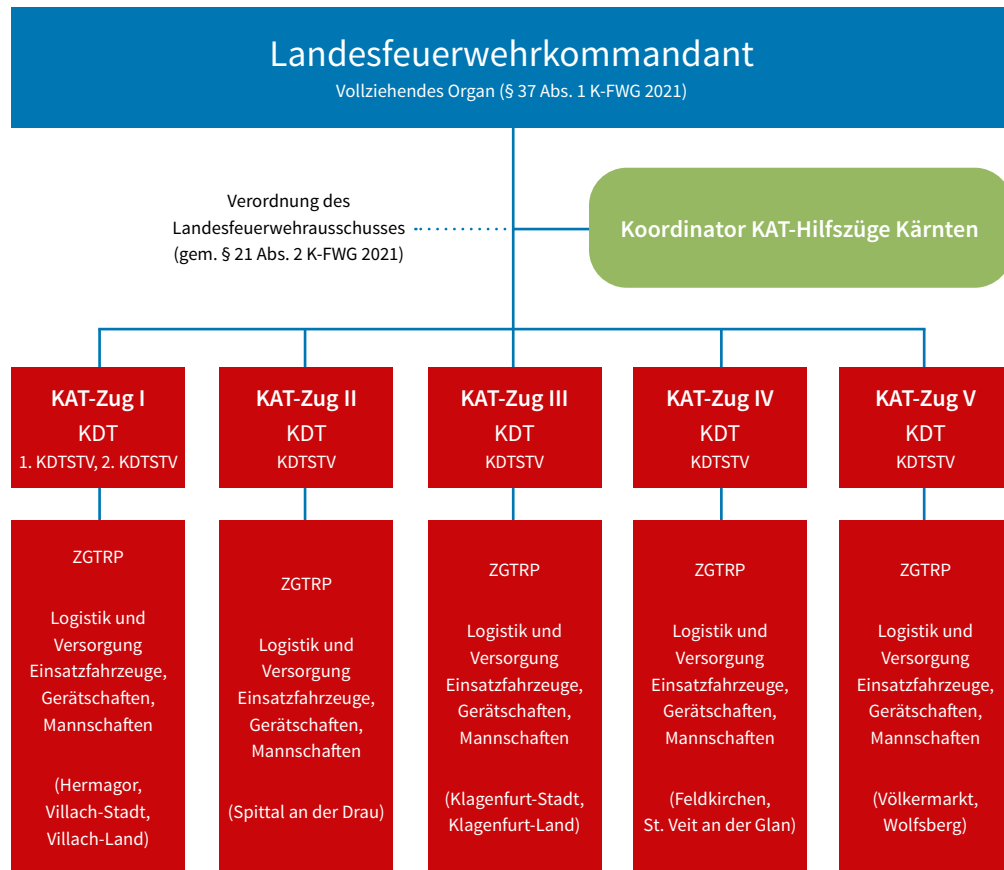 Landesfeuerwehrkommandant
Vollziehendes Organ (§ 37 Abs. 1 K-FWG 2021)
Verordnung des
Landesfeuerwehrausschusses
(gem. § 21 Abs. 2 K-FWG 2021)
Koordinator KAT-Hilfszüge Kärnten
KAT-Zug I
KDT
1. KDTSTV, 2. KDTSTV
KAT-Zug II
KDT
KDTSTV
KAT-Zug III
KDT
KDTSTV
KAT-Zug IV
KDT
KDTSTV
KAT-Zug V
KDT
KDTSTV
ZGTRP
Logistik und
Versorgung
Einsatzfahrzeuge,
Gerätschaften,
Mannschaften
(Hermagor,
Villach-Stadt,
Villach-Land)
ZGTRP
Logistik und
Versorgung
Einsatzfahrzeuge,
Gerätschaften,
Mannschaften
(Spittal an der Drau)
ZGTRP
Logistik und
Versorgung
Einsatzfahrzeuge,
Gerätschaften,
Mannschaften
(Klagenfurt-Stadt,
Klagenfurt-Land)
ZGTRP
Logistik und
Versorgung
Einsatzfahrzeuge,
Gerätschaften,
Mannschaften
(Feldkirchen,
St. Veit an der Glan)
ZGTRP
Logistik und
Versorgung
Einsatzfahrzeuge,
Gerätschaften,
Mannschaften
(Völkermarkt,
Wolfsberg)